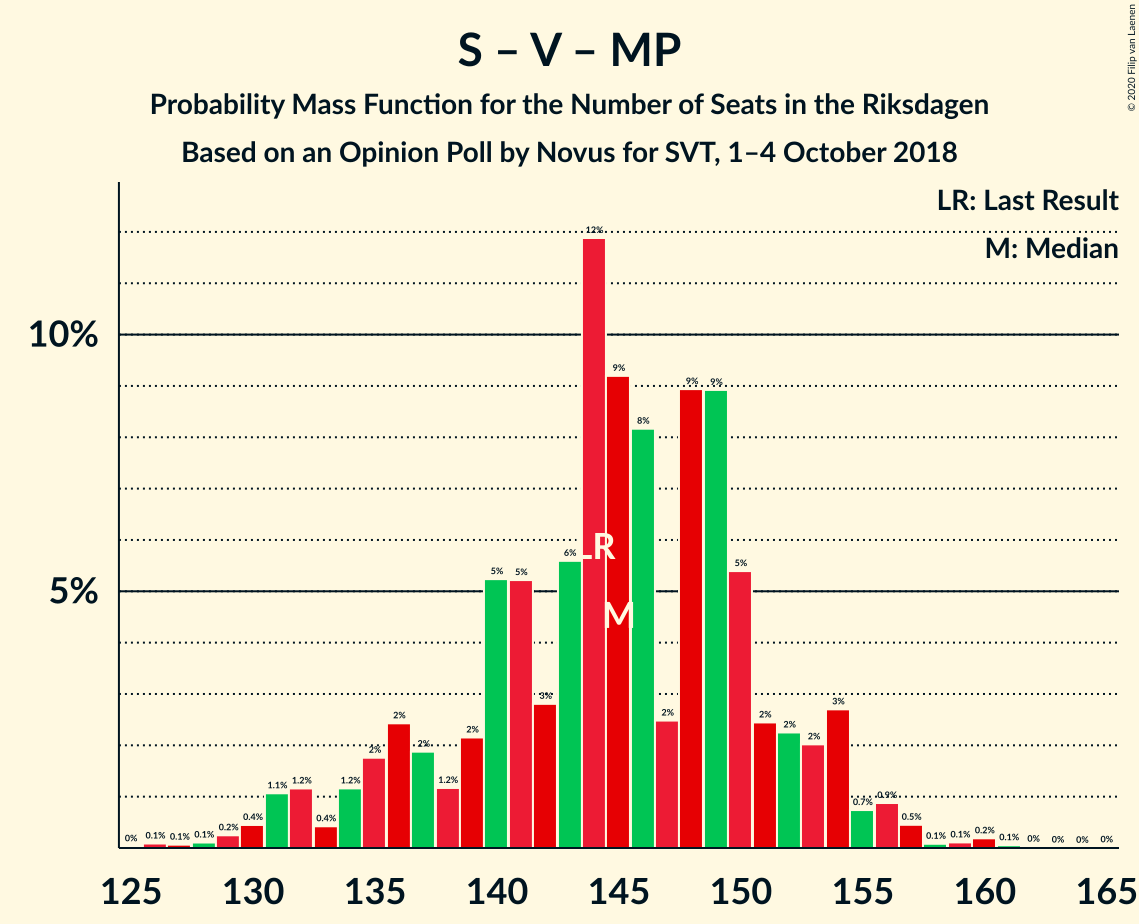 S – V – MP
Probability Mass Function for the Number of Seats in the Riksdagen
Based on an Opinion Poll by Novus for SVT, 1–4 October 2018
© 2020 Filip van Laenen
LR: Last Result
M: Median
10%
5%
0% 0.1% 0.1% 0.1% 0.2% 0.4% 1.1% 1.2% 0.4% 1.2% 2% 2% 2% 1.2% 2% 5% 5% 3% 6% 12% 9% 8% 2% 9% 9% 5% 2% 2% 2% 3% 0.7% 0.9% 0.5% 0.1% 0.1% 0.2% 0.1% 0% 0% 0% 0%
LR
M
125 130 135 140 145 150 155 160 165